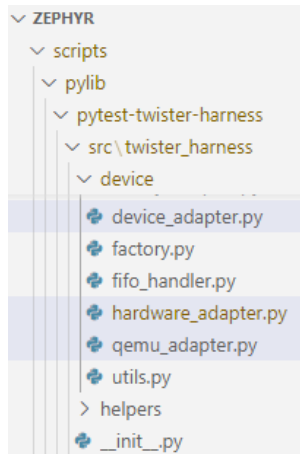 ZEPHYR
scripts
pylib
pytest-twister-harness
src\twister_harness
device
device_adapter.py
factory.py
fifo_handler.py
hardware_adapter.py
qemu_adapter.py
utils.py
helpers
__init__.py